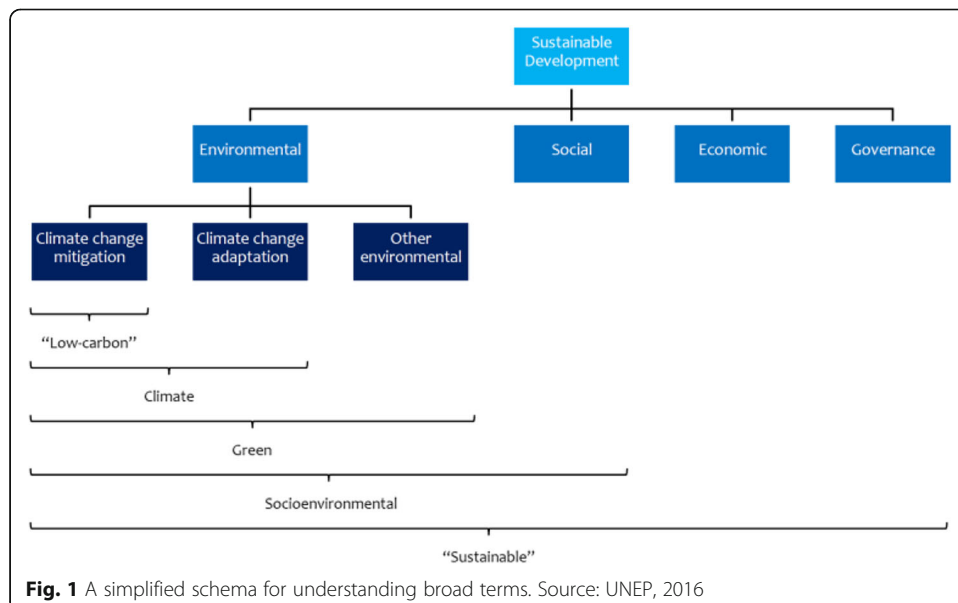 Sustainable
Development
Environmental
Social
Economic
Governance
Climate change
mitigation
Climate change
adaptation
Other
environmental
“Low-carbon”
Climate
Green
Socioenvironmental
“Sustainable”
Fig. 1 A simplified schema for understanding broad terms. Source: UNEP, 2016